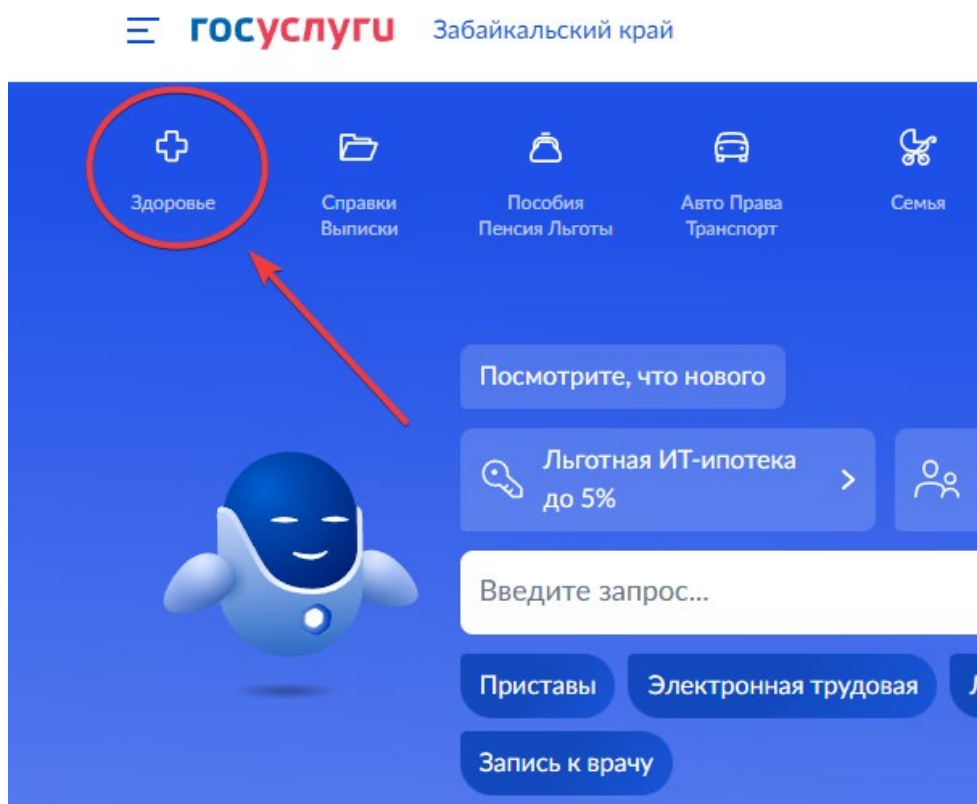 госуслуги Забайкальский край
Здоровье
Справки
Выписки
Пособия
Пенсия Льготы
Авто Права
Транспорт
Семья
Посмотрите, что нового
Льготная ИТ-ипотека
до 5%
Введите запрос...
Приставы
Электронная трудовая
Запись к врачу